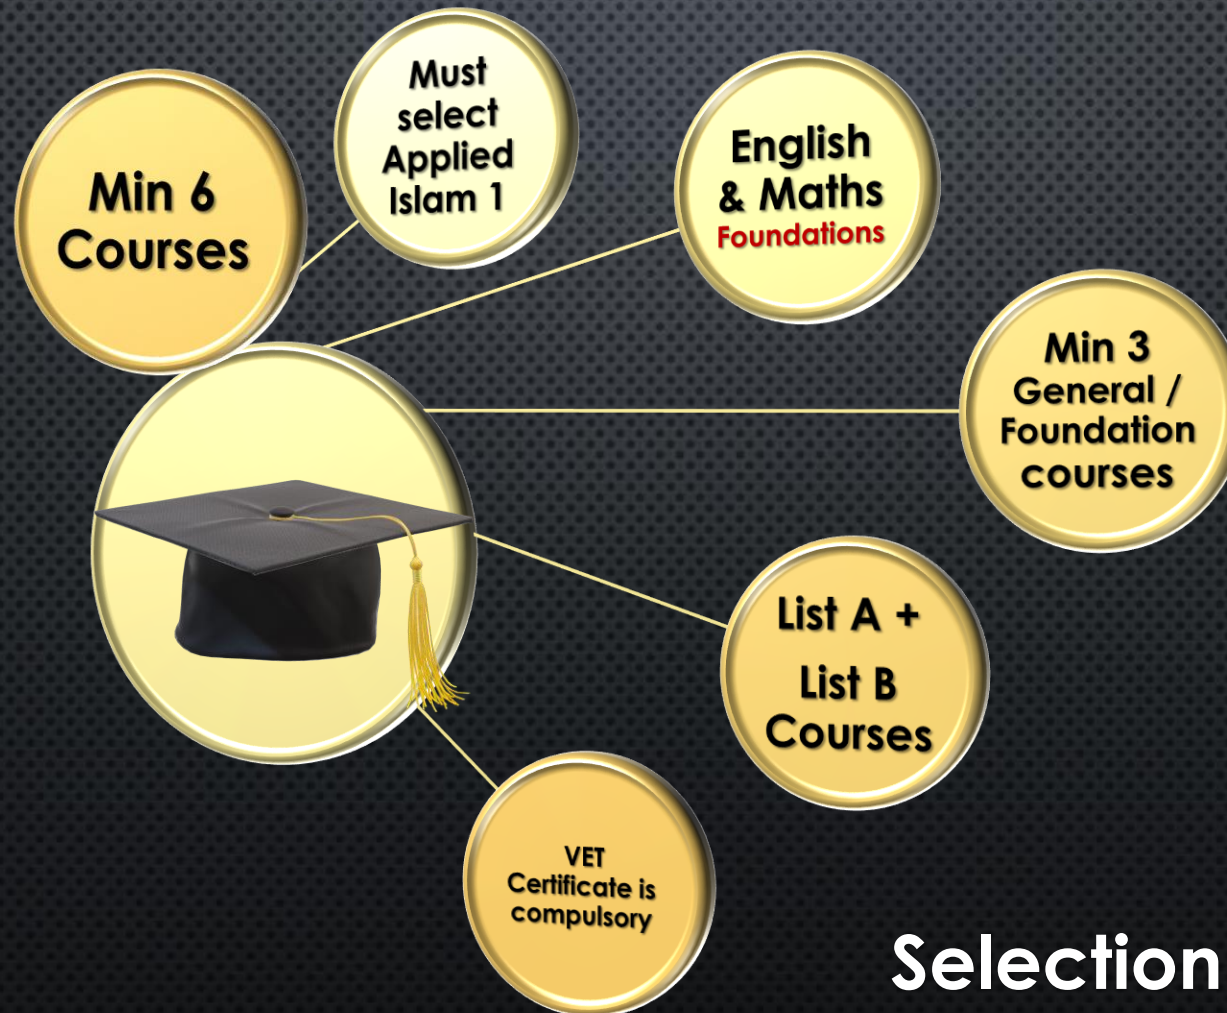 Min 6
Courses
Must
select
Applied
Islam 1
English
& Maths
Foundations
Min 3
General /
Foundation
courses
List A +
List B
Courses
VET
Certificate is
compulsory
Selection